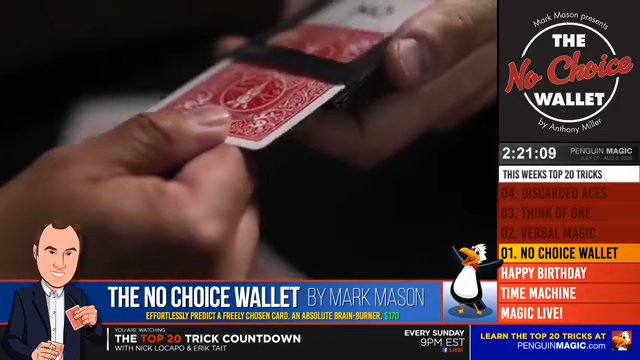 Mark Mason presents
THE
No Choice
WALLET
by Anthony Miller
2:21:09
PENGUIN MAGIC
JULY 27 - AUG 2, 2020
THIS WEEKS TOP 20 TRICKS
04. DISCARDED ACES
03. THINK OF ONE
02. VERBAL MAGIC
01. NO CHOICE WALLET
HAPPY BIRTHDAY
TIME MACHINE
MAGIC LIVE!
THE NO CHOICE WALLET BY MARK MASON
EFFORTLESSLY PREDICT A FREELY CHOSEN CARD. AN ABSOLUTE BRAIN-BURNER. $170
YOU ARE WATCHING
THE TOP 20 TRICK COUNTDOWN
WITH NICK LOCAPO & ERIK TAIT
EVERY SUNDAY
9PM EST
f LIVE!
LEARN THE TOP 20 TRICKS AT
PENGUINMAGIC.com